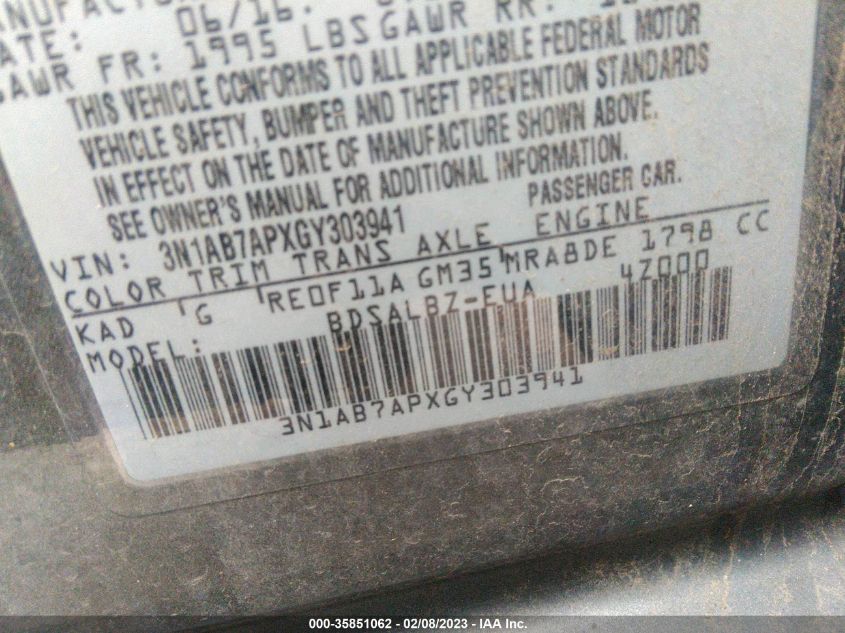 06/16
GAWR FR: 1995 LBS GAWR RR:
THIS VEHICLE CONFORMS TO ALL APPLICABLE FEDERAL MOTOR
VEHICLE SAFETY, BUMPER AND THEFT PREVENTION STANDARDS
IN EFFECT ON THE DATE OF MANUFACTURE SHOWN ABOVE.
SEE OWNER'S MANUAL FOR ADDITIONAL INFORMATION.
VIN: 3N1AB7APXGY303941 PASSENGER CAR.
COLOR TRIM TRANS AXLE ENGINE
KAD G RE0F11A GM35 MRA8DE 1798 CC
MODEL: BDSALBZ-EUA 4Z000
3N1AB7APXGY303941
000-35851062 - 02/08/2023 - © IAA Inc.